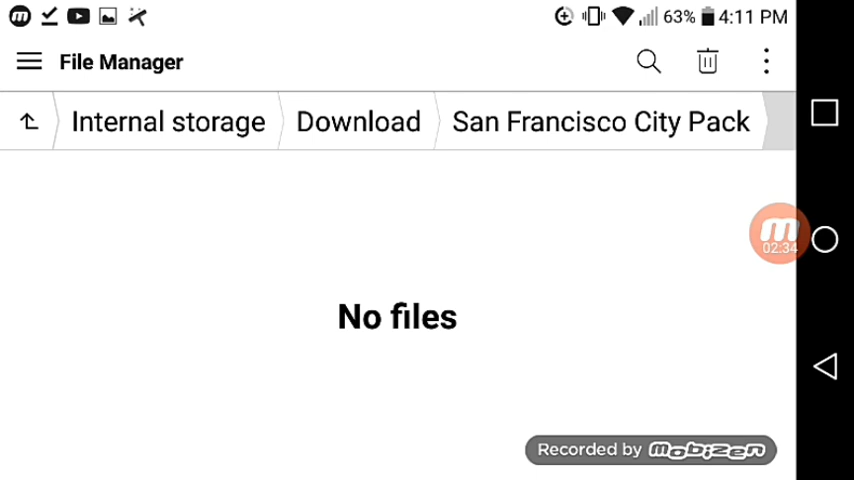 63% 4:11 PM
File Manager
Internal storage Download San Francisco City Pack
02:34
No files
Recorded by mobizen